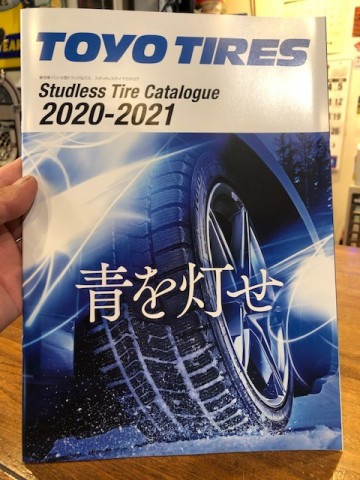 TOYO TIRES
Studless Tire Catalogue
2020-2021
青を灯せ